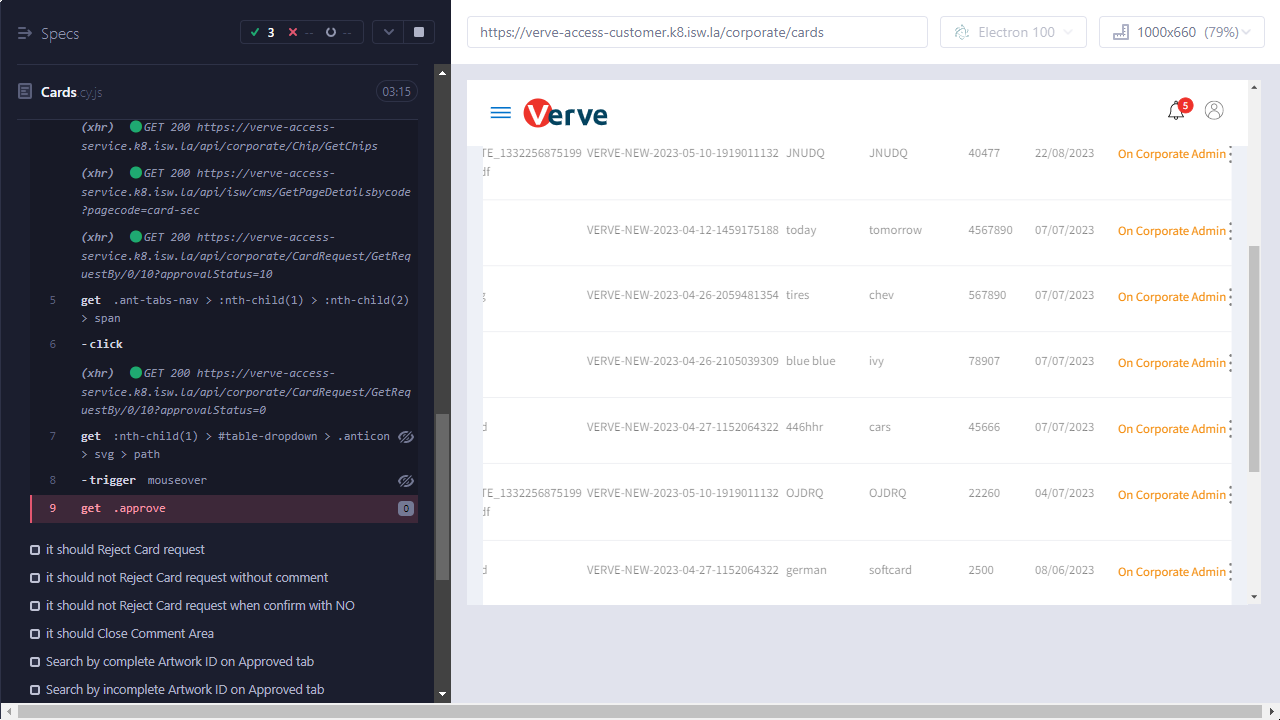 Specs
3
--
--
https://verve-access-customer.k8.isw.la/corporate/cards
Electron 100
1000x660 (79%)
Cards.cy.js
03:15
(xhr) GET 200 https://verve-access-
service.k8.isw.la/api/corporate/Chip/GetChips
(xhr) GET 200 https://verve-access-
service.k8.isw.la/api/isw/cms/GetPageDetailsbycode
?pagecode=card-sec
(xhr) GET 200 https://verve-access-
service.k8.isw.la/api/corporate/CardRequest/GetReq
uestBy/0/10?approvalStatus=10
5 get .ant-tabs-nav > :nth-child(1) > :nth-child(2)
> span
6 -click
(xhr) GET 200 https://verve-access-
service.k8.isw.la/api/corporate/CardRequest/GetReq
uestBy/0/10?approvalStatus=0
7 get :nth-child(1) > #table-dropdown > .anticon
> svg > path
8 -trigger mouseover
9 get .approve 0
it should Reject Card request
it should not Reject Card request without comment
it should not Reject Card request when confirm with NO
it should Close Comment Area
Search by complete Artwork ID on Approved tab
Search by incomplete Artwork ID on Approved tab
Verve
5
TE_1332256875199 VERVE-NEW-2023-05-10-1919011132 JNUDQ JNUDQ 40477 22/08/2023 On Corporate Admin
df
VERVE-NEW-2023-04-12-1459175188 today tomorrow 4567890 07/07/2023 On Corporate Admin
g VERVE-NEW-2023-04-26-2059481354 tires chev 567890 07/07/2023 On Corporate Admin
VERVE-NEW-2023-04-26-2105039309 blue blue ivy 78907 07/07/2023 On Corporate Admin
d VERVE-NEW-2023-04-27-1152064322 446hhr cars 45666 07/07/2023 On Corporate Admin
TE_1332256875199 VERVE-NEW-2023-05-10-1919011132 OJDRQ OJDRQ 22260 04/07/2023 On Corporate Admin
df
d VERVE-NEW-2023-04-27-1152064322 german softcard 2500 08/06/2023 On Corporate Admin